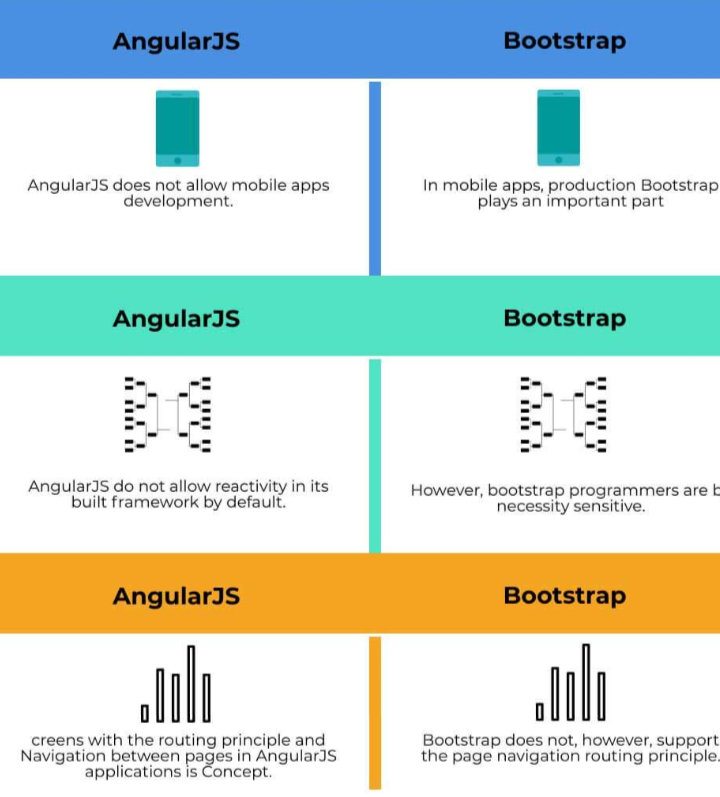 AngularJS
Bootstrap
AngularJS does not allow mobile apps
development.
In mobile apps, production Bootstrap
plays an important part
AngularJS
Bootstrap
AngularJS do not allow reactivity in its
built framework by default.
However, bootstrap programmers are b
necessity sensitive.
AngularJS
Bootstrap
creens with the routing principle and
Navigation between pages in AngularJS
applications is Concept.
Bootstrap does not, however, support
the page navigation routing principle.